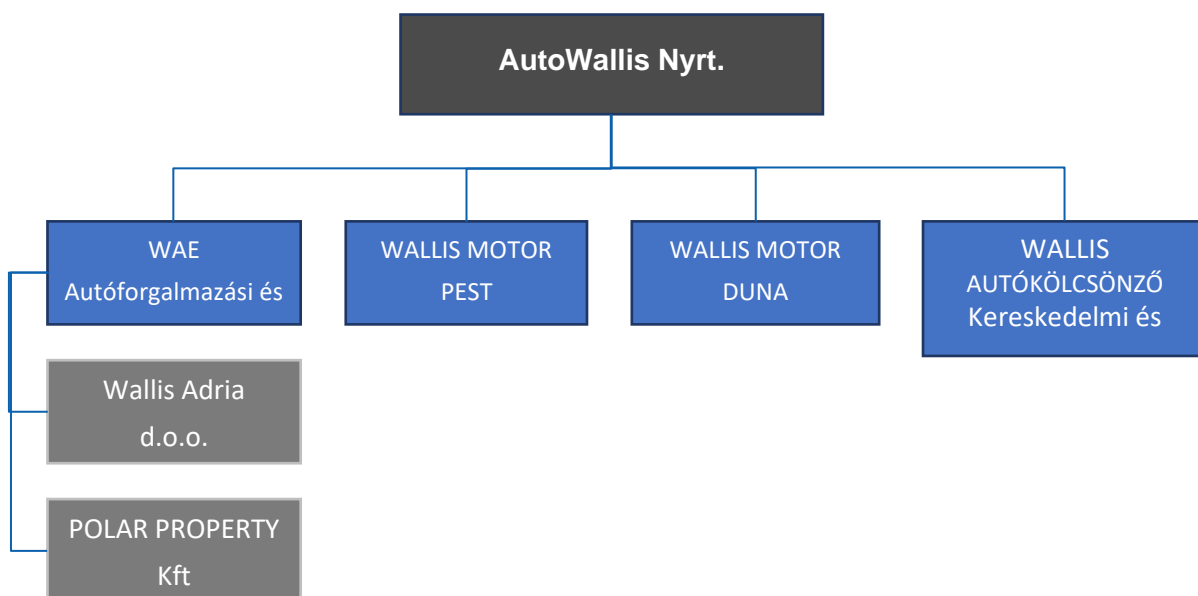 AutoWallis Nyrt.
WAE
Autóforgalmazási és
WALLIS MOTOR
PEST
WALLIS MOTOR
DUNA
WALLIS
AUTÓKÖLCSÖNZŐ
Kereskedelmi és
Wallis Adria
d.o.o.
POLAR PROPERTY
Kft